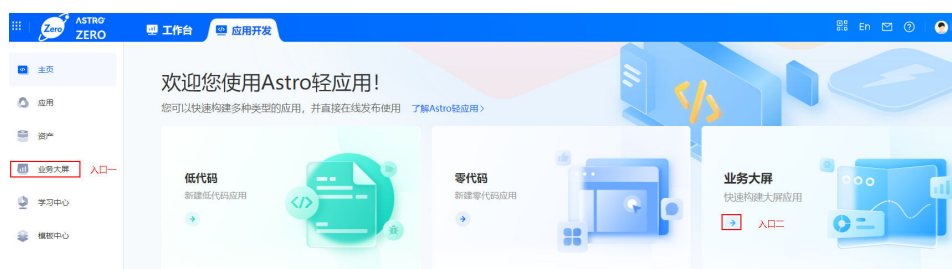 Zero
ASTRO
ZERO
工作台
应用开发
En
主页
应用
资产
业务大屏
入口一
学习中心
模板中心
欢迎您使用Astro轻应用!
您可以快速构建多种类型的应用，并直接在线发布使用 了解Astro轻应用>
低代码
新建低代码应用
零代码
新建零代码应用
业务大屏
快速构建大屏应用
入口二